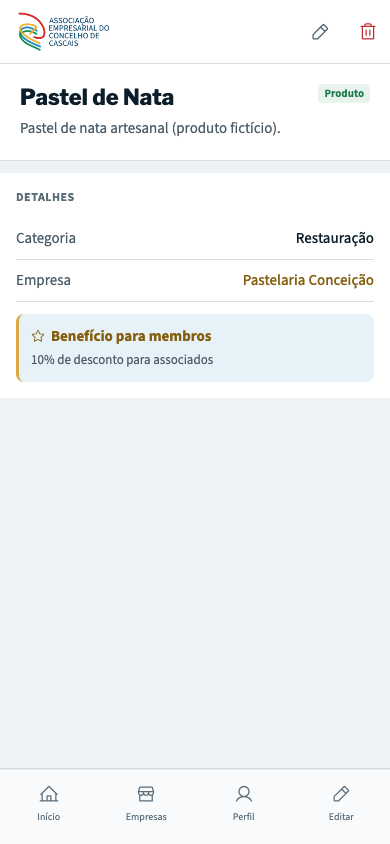 ASSOCIAÇÃO
EMPRESARIAL DO
CONCELHO DE
CASCAIS
Pastel de Nata
Produto
Pastel de nata artesanal (produto fictício).
DETALHES
Categoria Restauração
Empresa Pastelaria Conceição
Benefício para membros
10% de desconto para associados
Início Empresas Perfil Editar